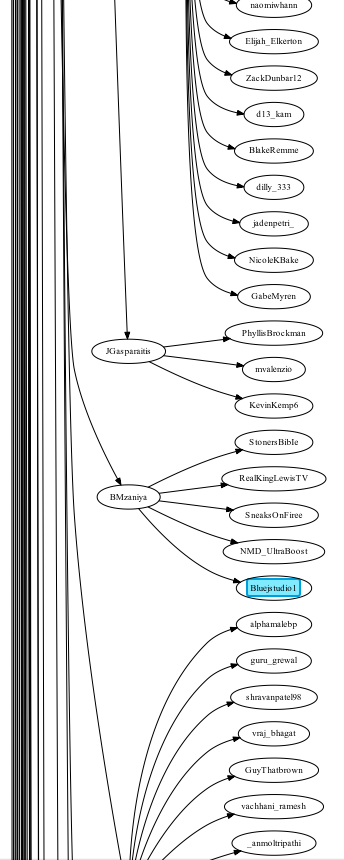 naomiwhann
Elijah_Elkerton
ZackDunbar12
d13_kam
BlakeRemme
dilly_333
jadenpetri_
NicoleKBake
GabeMyren
PhyllisBrockman
JGasparaitis
mvalenzio
KevinKemp6
StonersBible
RealKingLewisTV
BMzaniya
SneaksOnFiree
NMD_UltraBoost
Bluejstudio1
alphamalebp
guru_grewal
shravanpatel98
vraj_bhagat
GuyThatbrown
vachhani_ramesh
_anmoltripathi